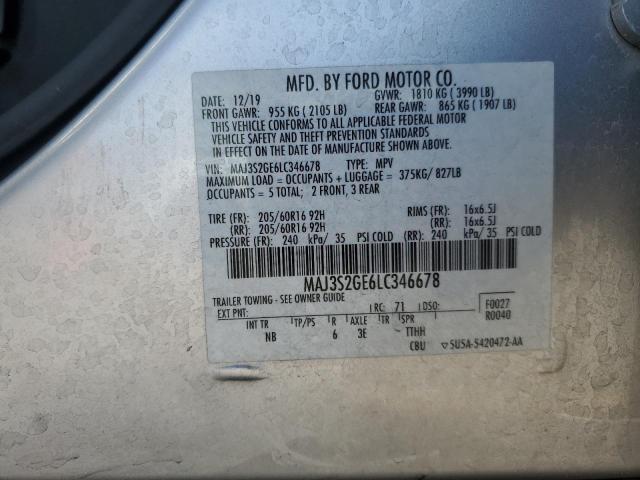 MFD. BY FORD MOTOR CO.
DATE: 12/19 GVWR: 1810 KG ( 3990 LB)
FRONT GAWR: 955 KG ( 2105 LB) REAR GAWR: 865 KG ( 1907 LB)
THIS VEHICLE CONFORMS TO ALL APPLICABLE FEDERAL MOTOR
VEHICLE SAFETY AND THEFT PREVENTION STANDARDS
IN EFFECT ON THE DATE OF MANUFACTURE SHOWN ABOVE.
VIN: MAJ3S2GE6LC346678 TYPE: MPV
MAXIMUM LOAD = OCCUPANTS + LUGGAGE = 375KG/ 827LB
OCCUPANTS = 5 TOTAL; 2 FRONT, 3 REAR
TIRE (FR): 205/60R16 92H RIMS (FR): 16x6.5J
(RR): 205/60R16 92H (RR): 16x6.5J
PRESSURE (FR): 240 kPa/ 35 PSI COLD (RR): 240 kPa/ 35 PSI COLD
MAJ3S2GE6LC346678
TRAILER TOWING - SEE OWNER GUIDE
EXT PNT: RC: 71 DSO: F0027
R0040
INT TR TP/PS R AXLE TR SPR
NB 6 3E TTHH
CBU ▽SUSA-5420472-AA